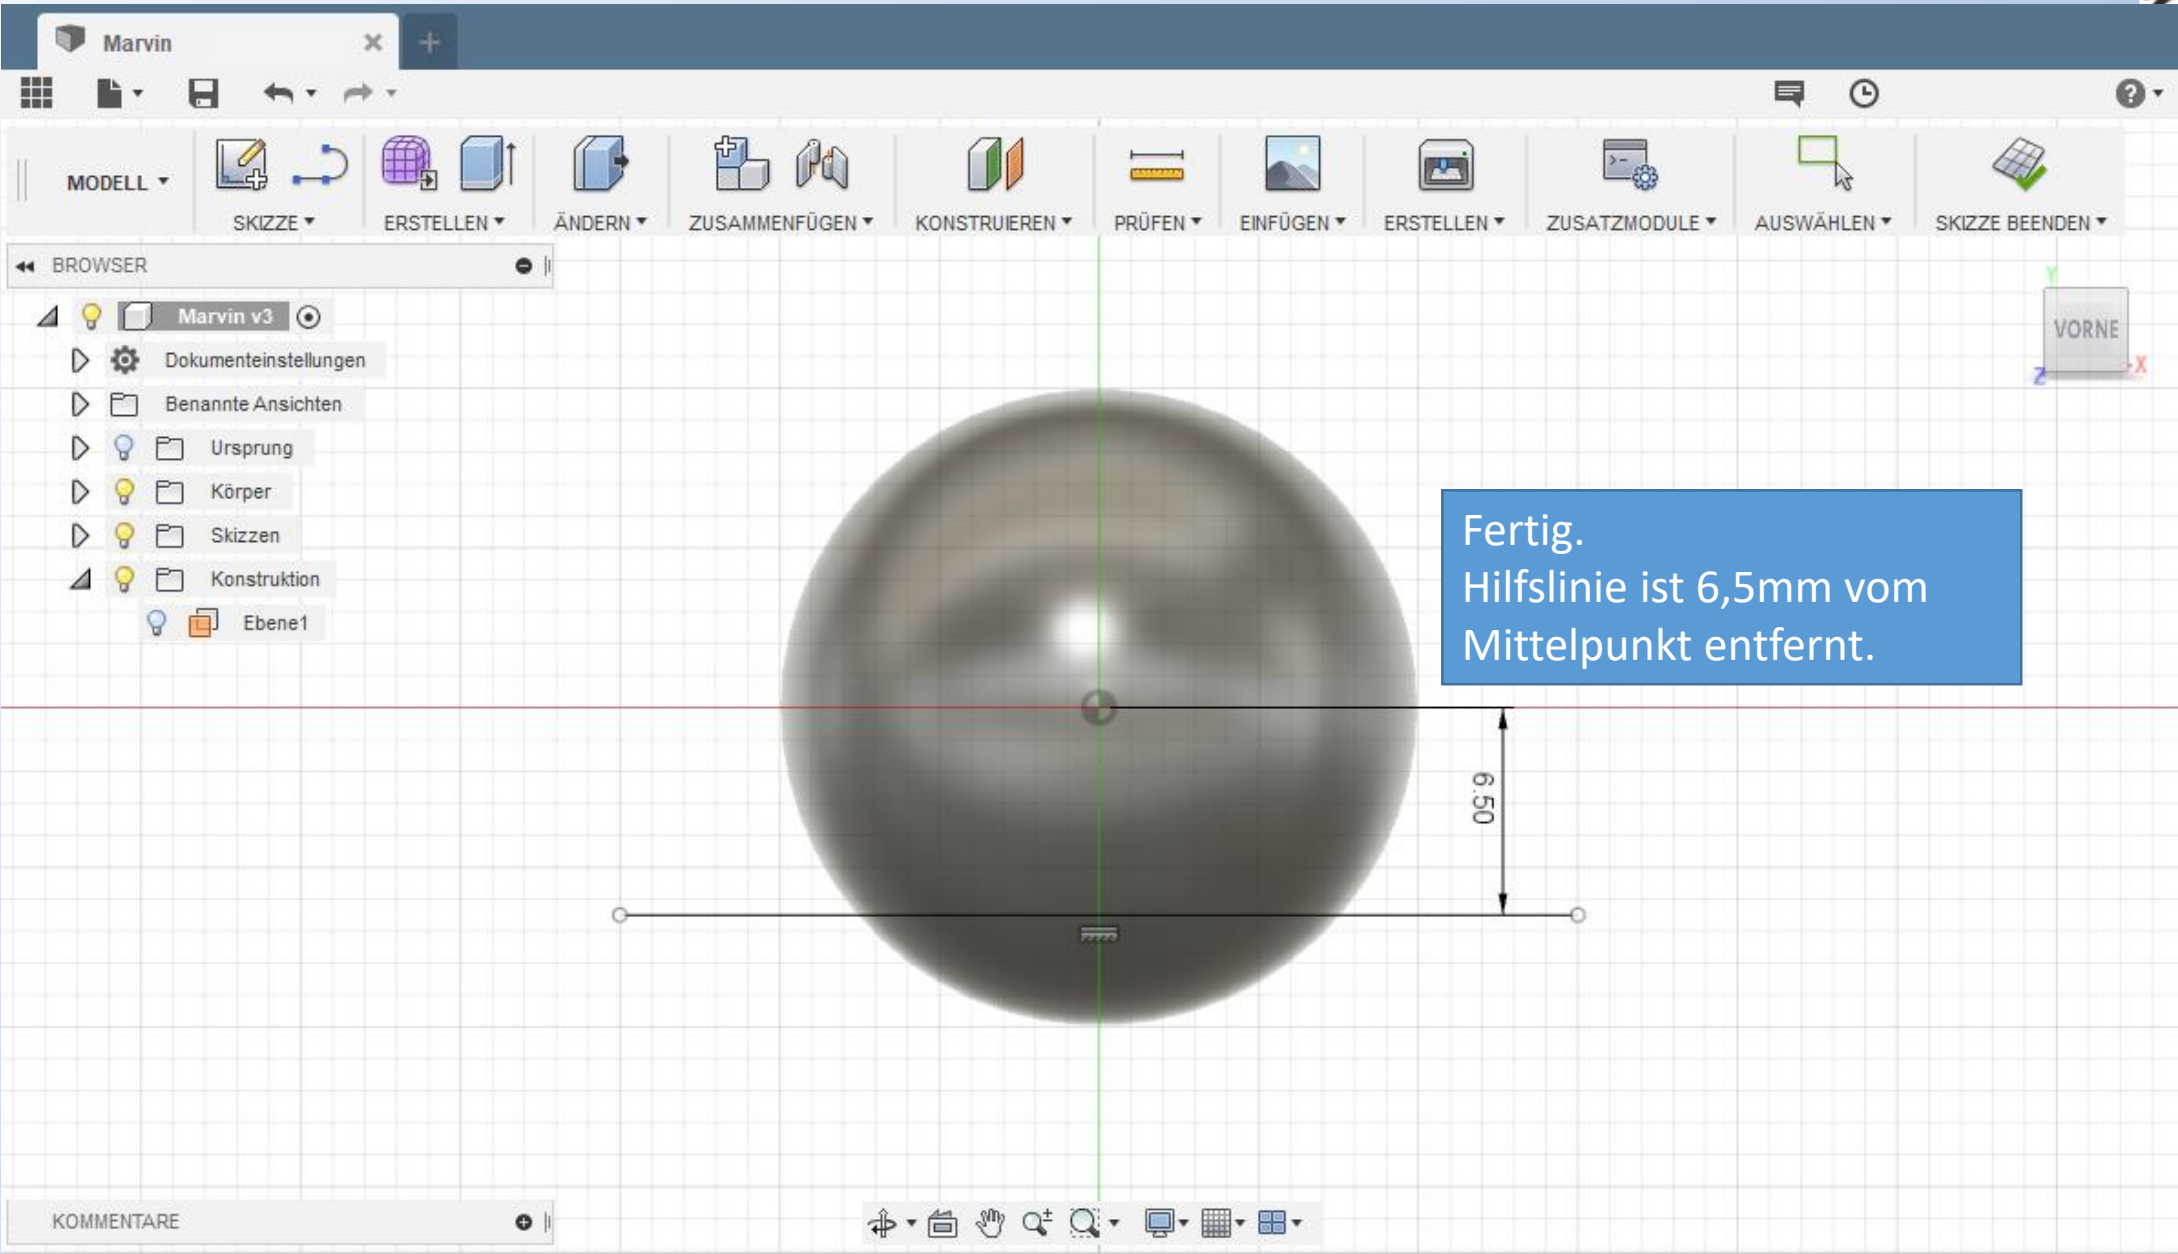 Marvin
MODELL
SKIZZE
ERSTELLEN
ÄNDERN
ZUSAMMENFÜGEN
KONSTRUIEREN
PRÜFEN
EINFÜGEN
ERSTELLEN
ZUSATZMODULE
AUSWÄHLEN
SKIZZE BEENDEN
BROWSER
Marvin v3
Dokumenteinstellungen
Benannte Ansichten
Ursprung
Körper
Skizzen
Konstruktion
Ebene1
Y
VORNE
X
Z
Fertig.
Hilfslinie ist 6,5mm vom
Mittelpunkt entfernt.
6.50
KOMMENTARE